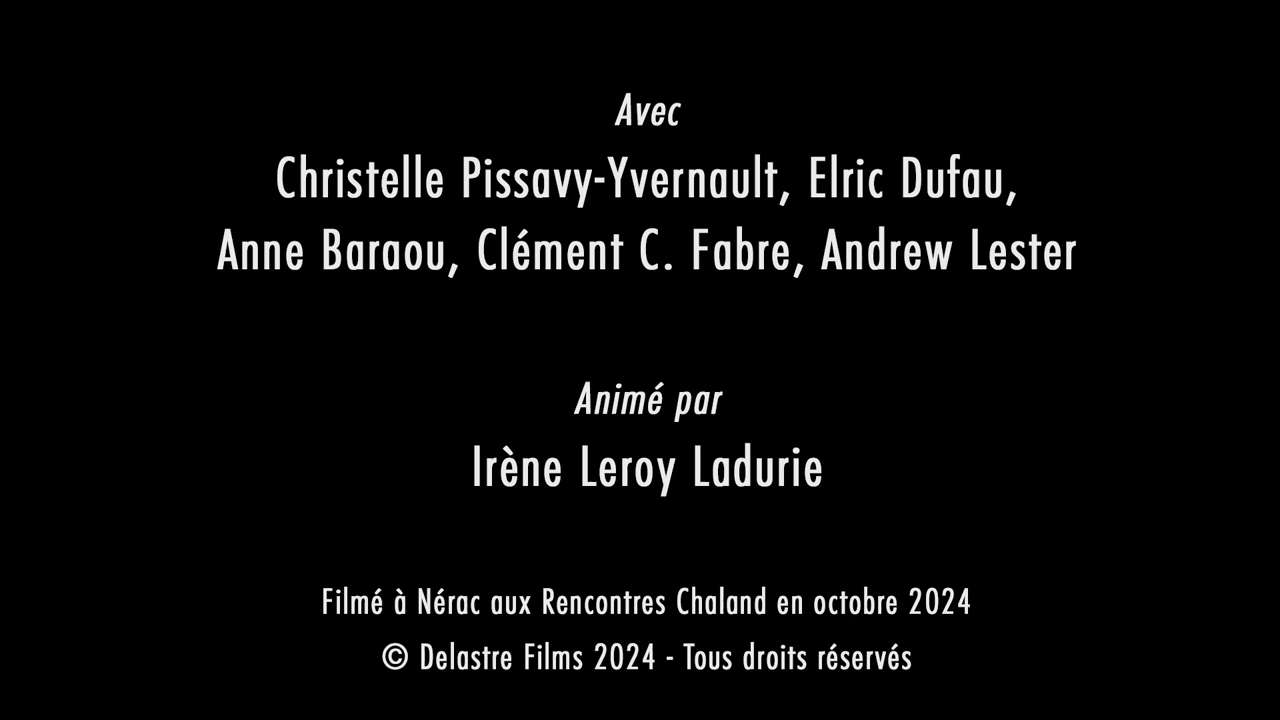 Avec
Christelle Pissavy-Yvernault, Elric Dufau,
Anne Baraou, Clément C. Fabre, Andrew Lester
Animé par
Irène Leroy Ladurie
Filmé à Nérac aux Rencontres Chaland en octobre 2024
© Delastre Films 2024 - Tous droits réservés